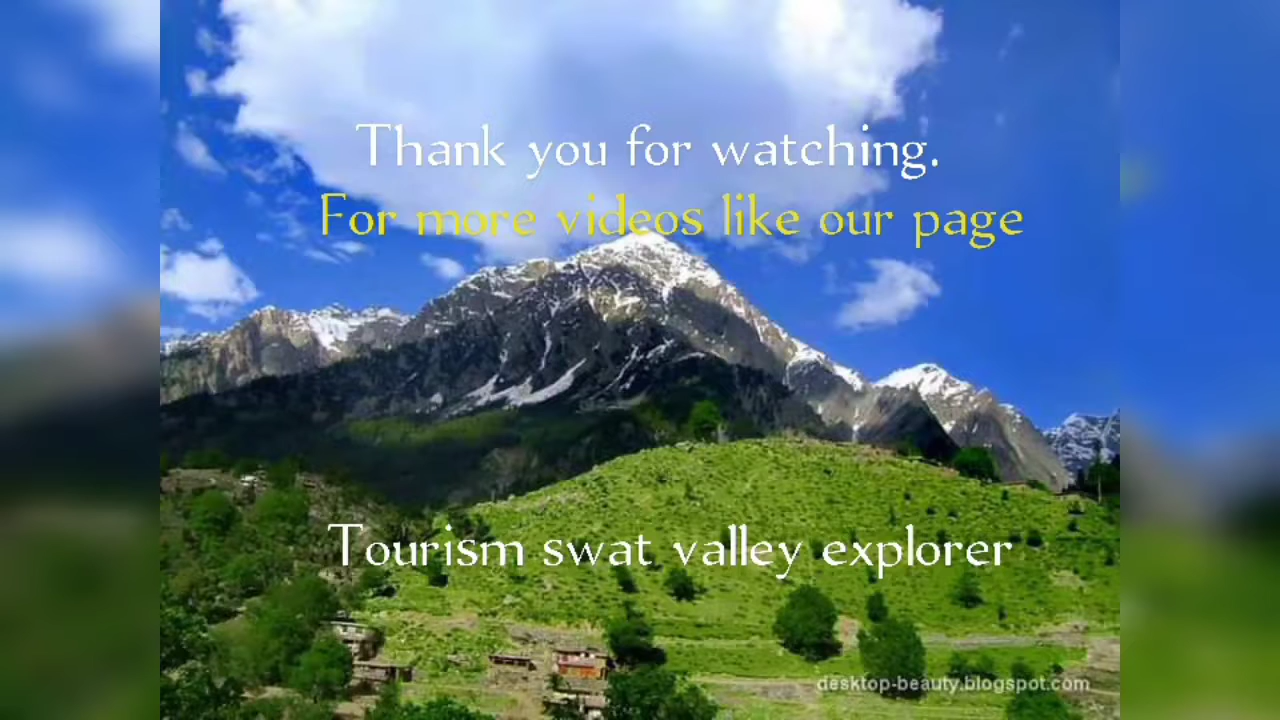 Thank you for watching.
For more videos like our page
Tourism swat valley explorer
desktop-beauty.blogspot.com